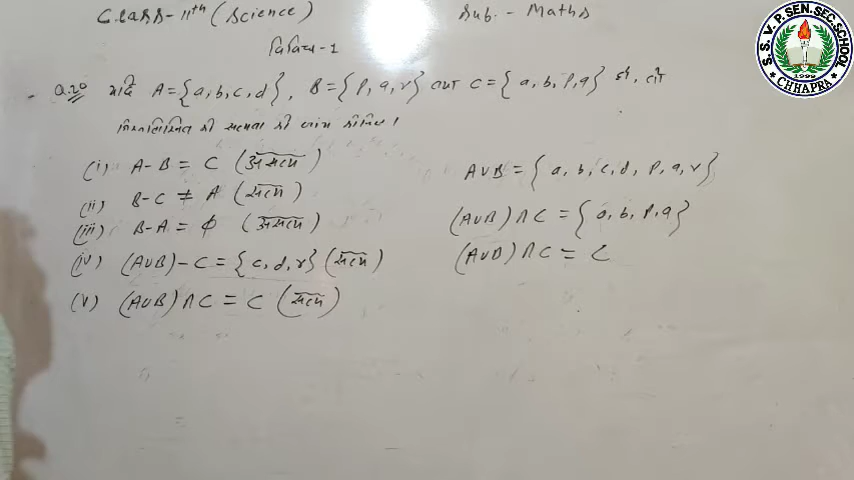 Class - 11th (Science)
Sub. - Maths
S. S. V. P. SEN. SEC. SCHOOL
1992
CHHAPRA
Q.20 यदि A = {a, b, c, d}, B = {p, q, r} और C = {a, b, p, q} हो, तो
निम्नलिखित की सत्यता की जांच कीजिए।
(i) A - B = C (असत्य)
(ii) B - C ≠ A (सत्य)
(iii) B - A = ϕ (असत्य)
(iv) (A∪B) - C = {c, d, r} (सत्य)
(v) (A∪B) ∩ C = C (सत्य)
A∪B = {a, b, c, d, p, q, r}
(A∪B) ∩ C = {a, b, p, q}
(A∪B) ∩ C = C